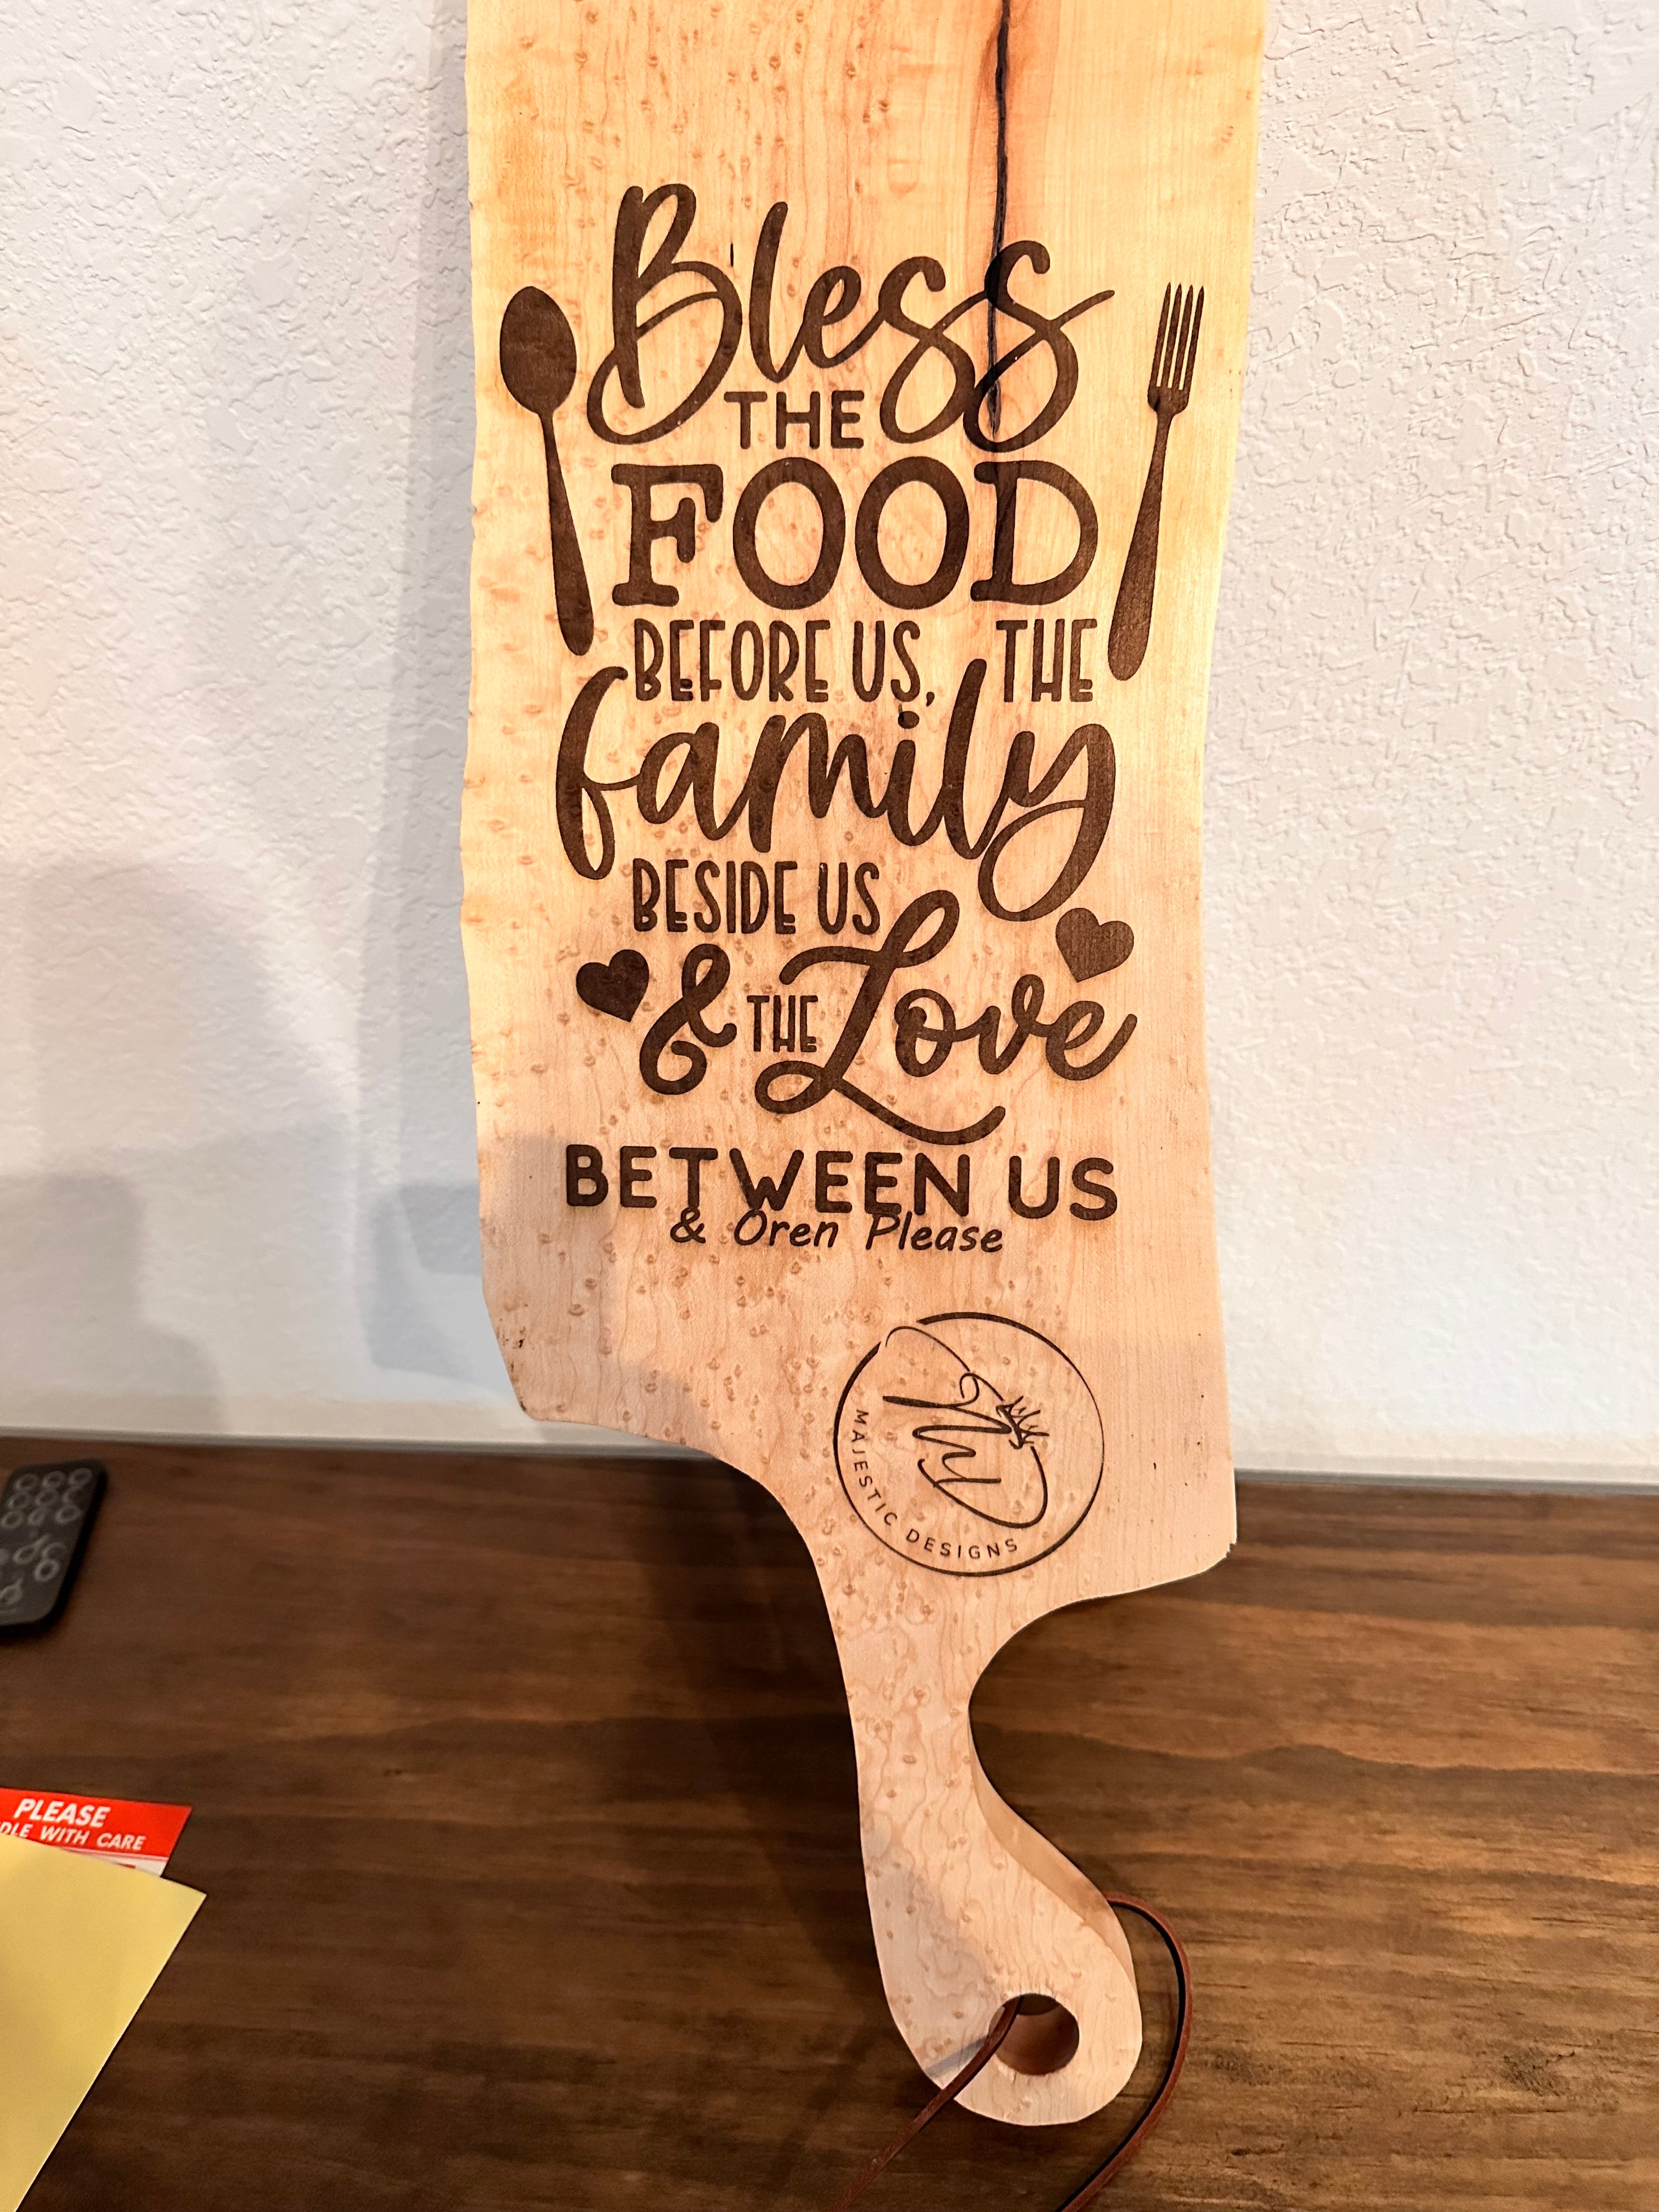 Bless
THE
FOOD
BEFORE US, THE
family
BESIDE US
& THE Love
BETWEEN US
& Oren Please
MD
MAJESTIC DESIGNS
PLEASE
DLE WITH CARE